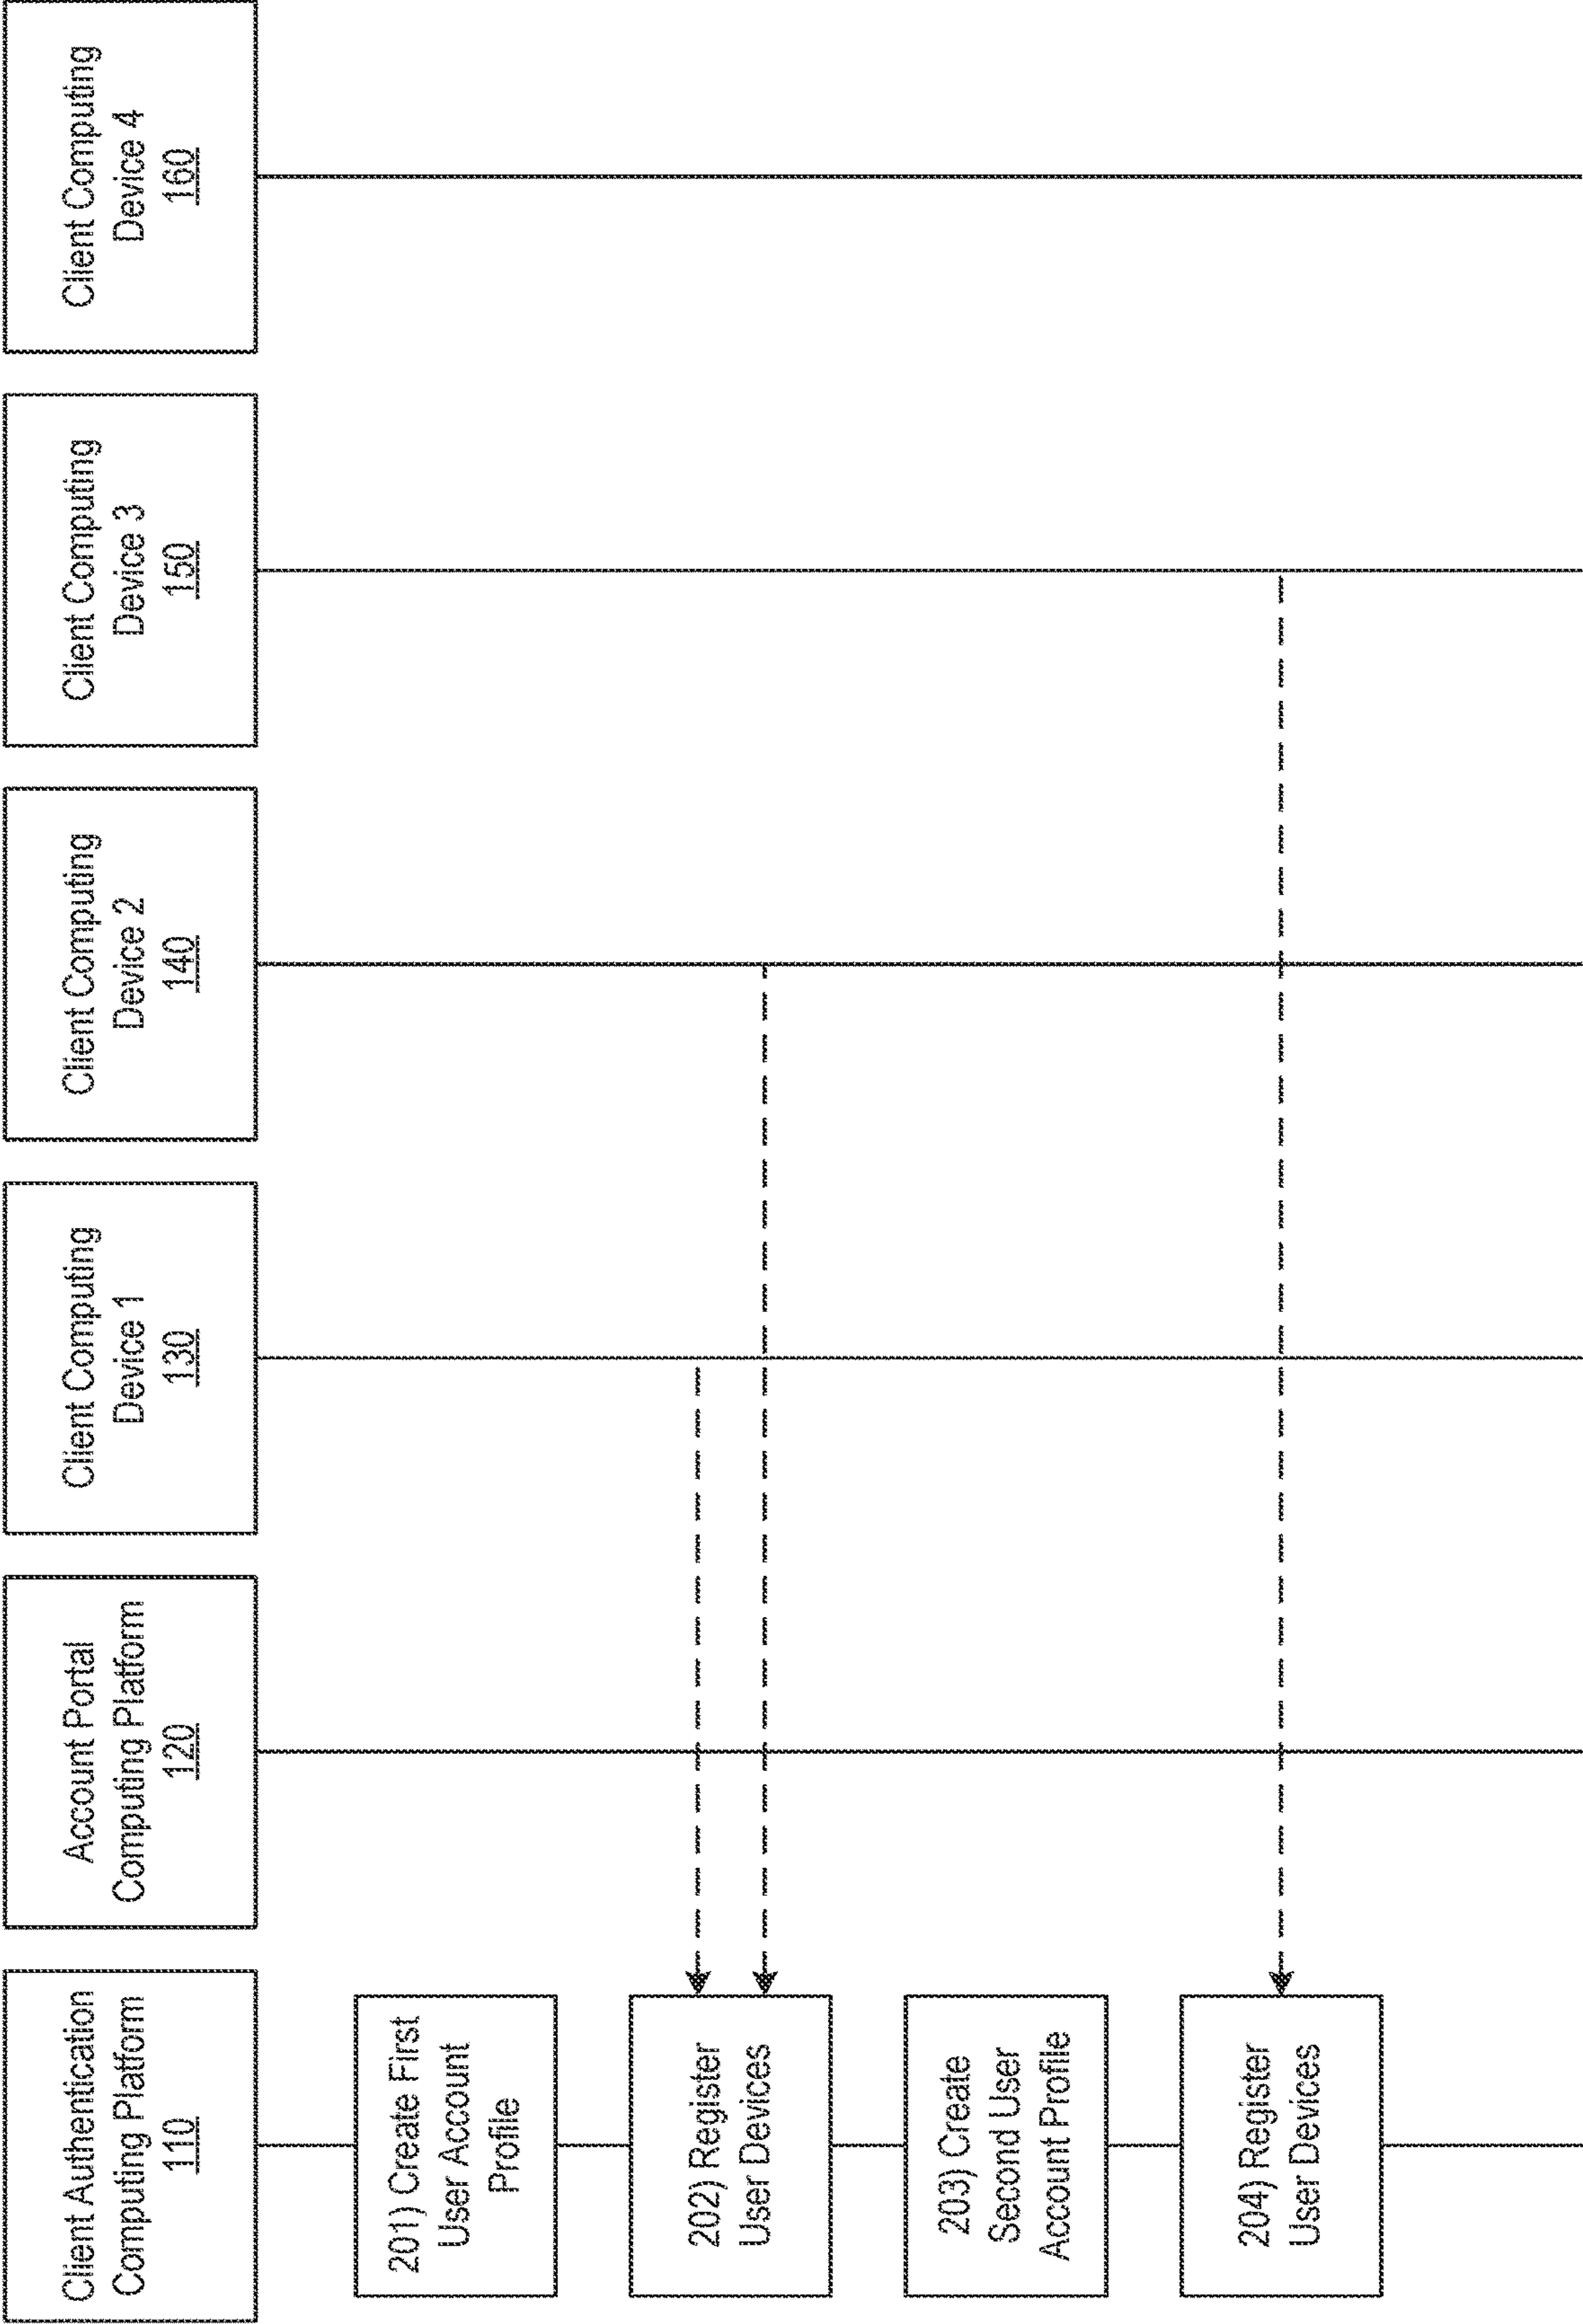 Client Authentication
Computing Platform
110
Account Portal
Computing Platform
120
Client Computing
Device 1
130
Client Computing
Device 2
140
Client Computing
Device 3
150
Client Computing
Device 4
160
201) Create First
User Account
Profile
202) Register
User Devices
203) Create
Second User
Account Profile
204) Register
User Devices